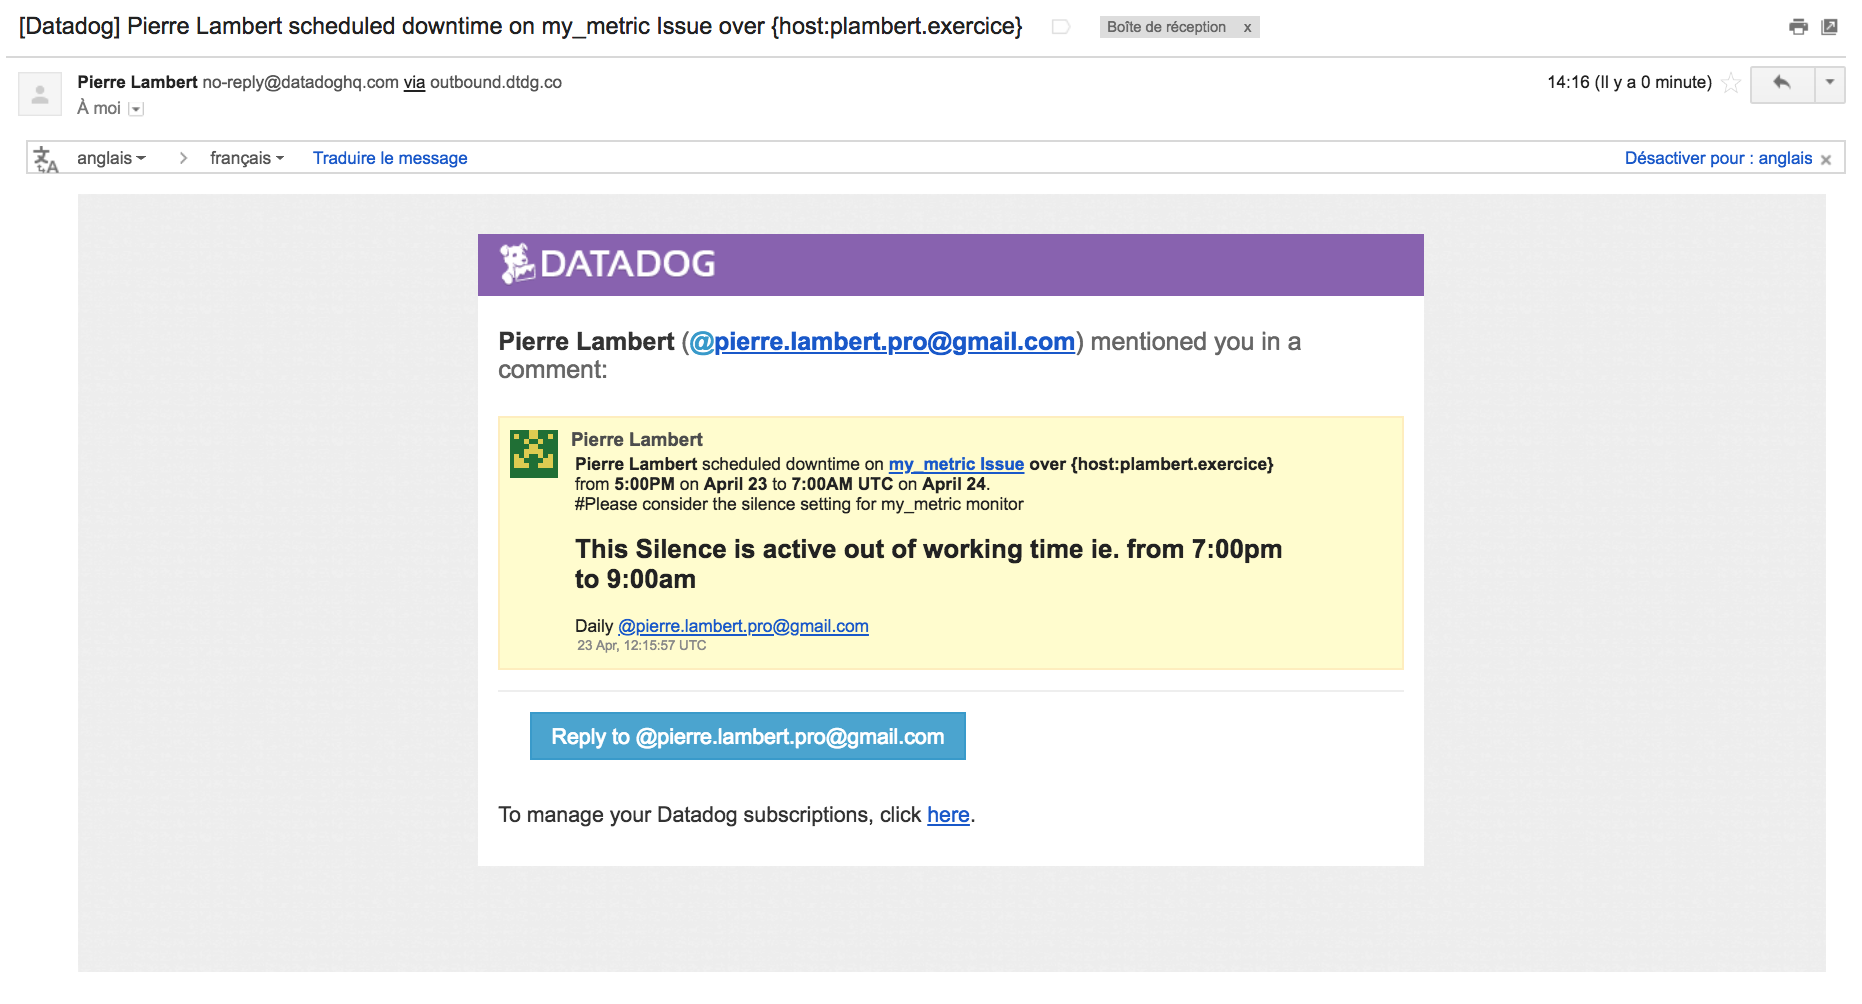 [Datadog] Pierre Lambert scheduled downtime on my_metric Issue over {host:plambert.exercice}
Boîte de réception x
Pierre Lambert no-reply@datadoghq.com via outbound.dtdg.co
14:16 (Il y a 0 minute)
À moi
anglais
français
Traduire le message
Désactiver pour : anglais
DATADOG
Pierre Lambert (@pierre.lambert.pro@gmail.com) mentioned you in a
comment:
Pierre Lambert
Pierre Lambert scheduled downtime on my_metric Issue over {host:plambert.exercice}
from 5:00PM on April 23 to 7:00AM UTC on April 24.
#Please consider the silence setting for my_metric monitor
This Silence is active out of working time ie. from 7:00pm
to 9:00am
Daily @pierre.lambert.pro@gmail.com
23 Apr, 12:15:57 UTC
Reply to @pierre.lambert.pro@gmail.com
To manage your Datadog subscriptions, click here.